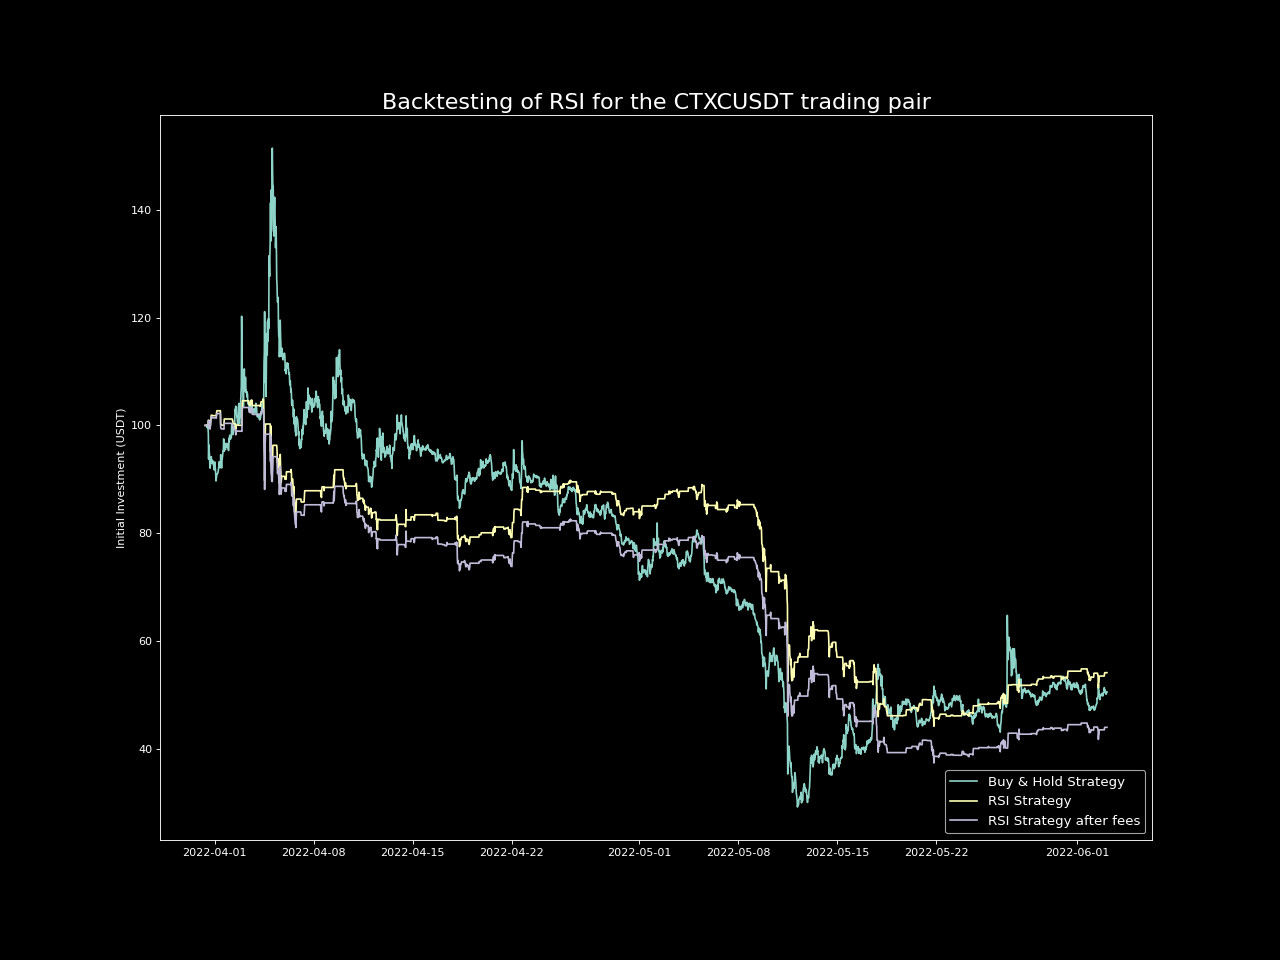 Backtesting of RSI for the CTXCUSDT trading pair
Initial Investment (USDT)
140
120
100
80
60
40
2022-04-01 2022-04-08 2022-04-15 2022-04-22 2022-05-01 2022-05-08 2022-05-15 2022-05-22 2022-06-01
Buy & Hold Strategy
RSI Strategy
RSI Strategy after fees